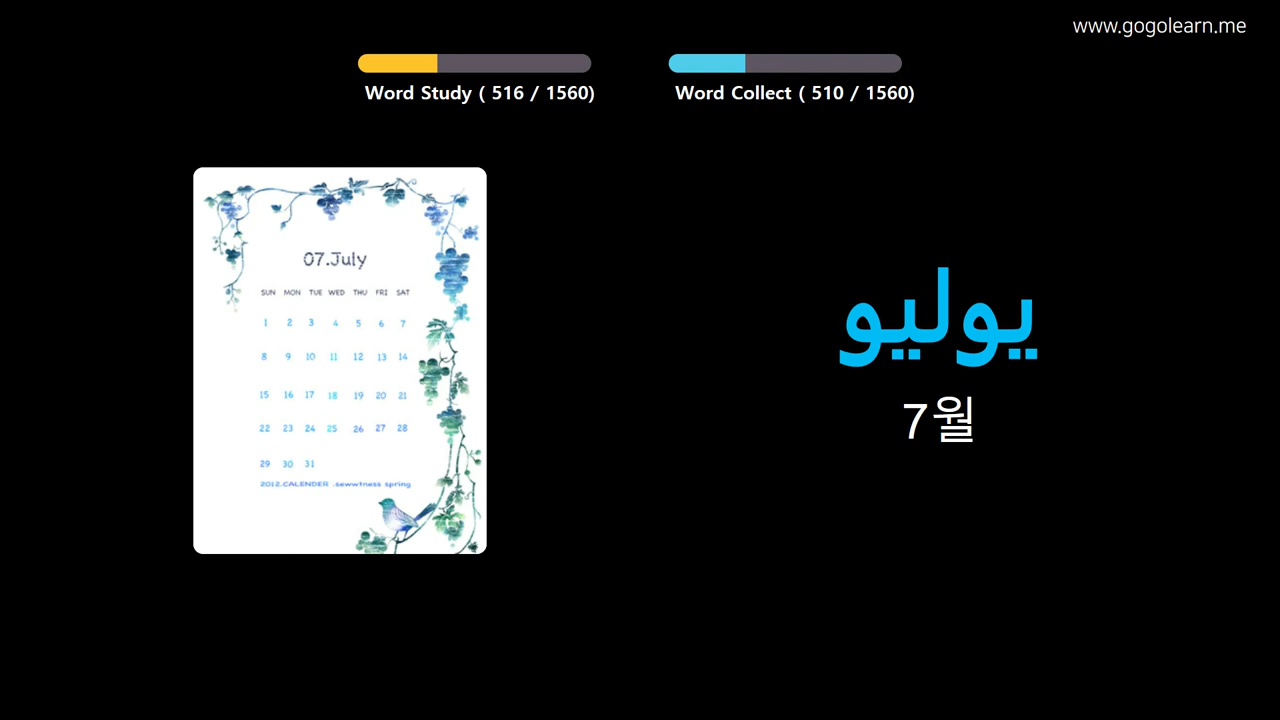 www.gogolearn.me
Word Study ( 516 / 1560)
Word Collect ( 510 / 1560)
07.July
SUN MON TUE WED THU FRI SAT
1 2 3 4 5 6 7
8 9 10 11 12 13 14
15 16 17 18 19 20 21
22 23 24 25 26 27 28
29 30 31
2012.CALENDER .sewwtness spring
يوليو
7월